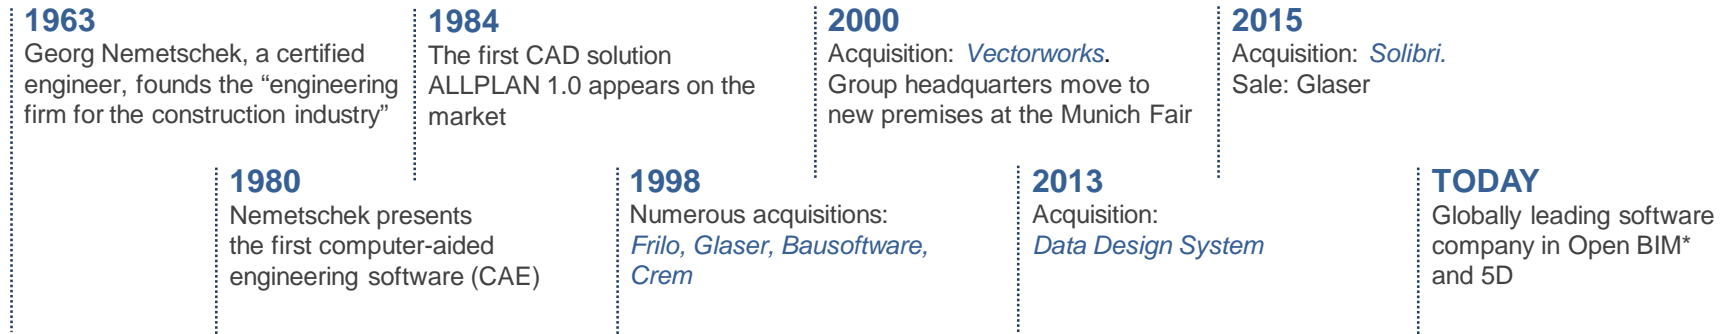 1963
Georg Nemetschek, a certified
engineer, founds the “engineering
firm for the construction industry”
1980
Nemetschek presents
the first computer-aided
engineering software (CAE)
1984
The first CAD solution
ALLPLAN 1.0 appears on the
market
1998
Numerous acquisitions:
Frilo, Glaser, Bausoftware,
Crem
2000
Acquisition: Vectorworks.
Group headquarters move to
new premises at the Munich Fair
2013
Acquisition:
Data Design System
2015
Acquisition: Solibri.
Sale: Glaser
TODAY
Globally leading software
company in Open BIM*
and 5D